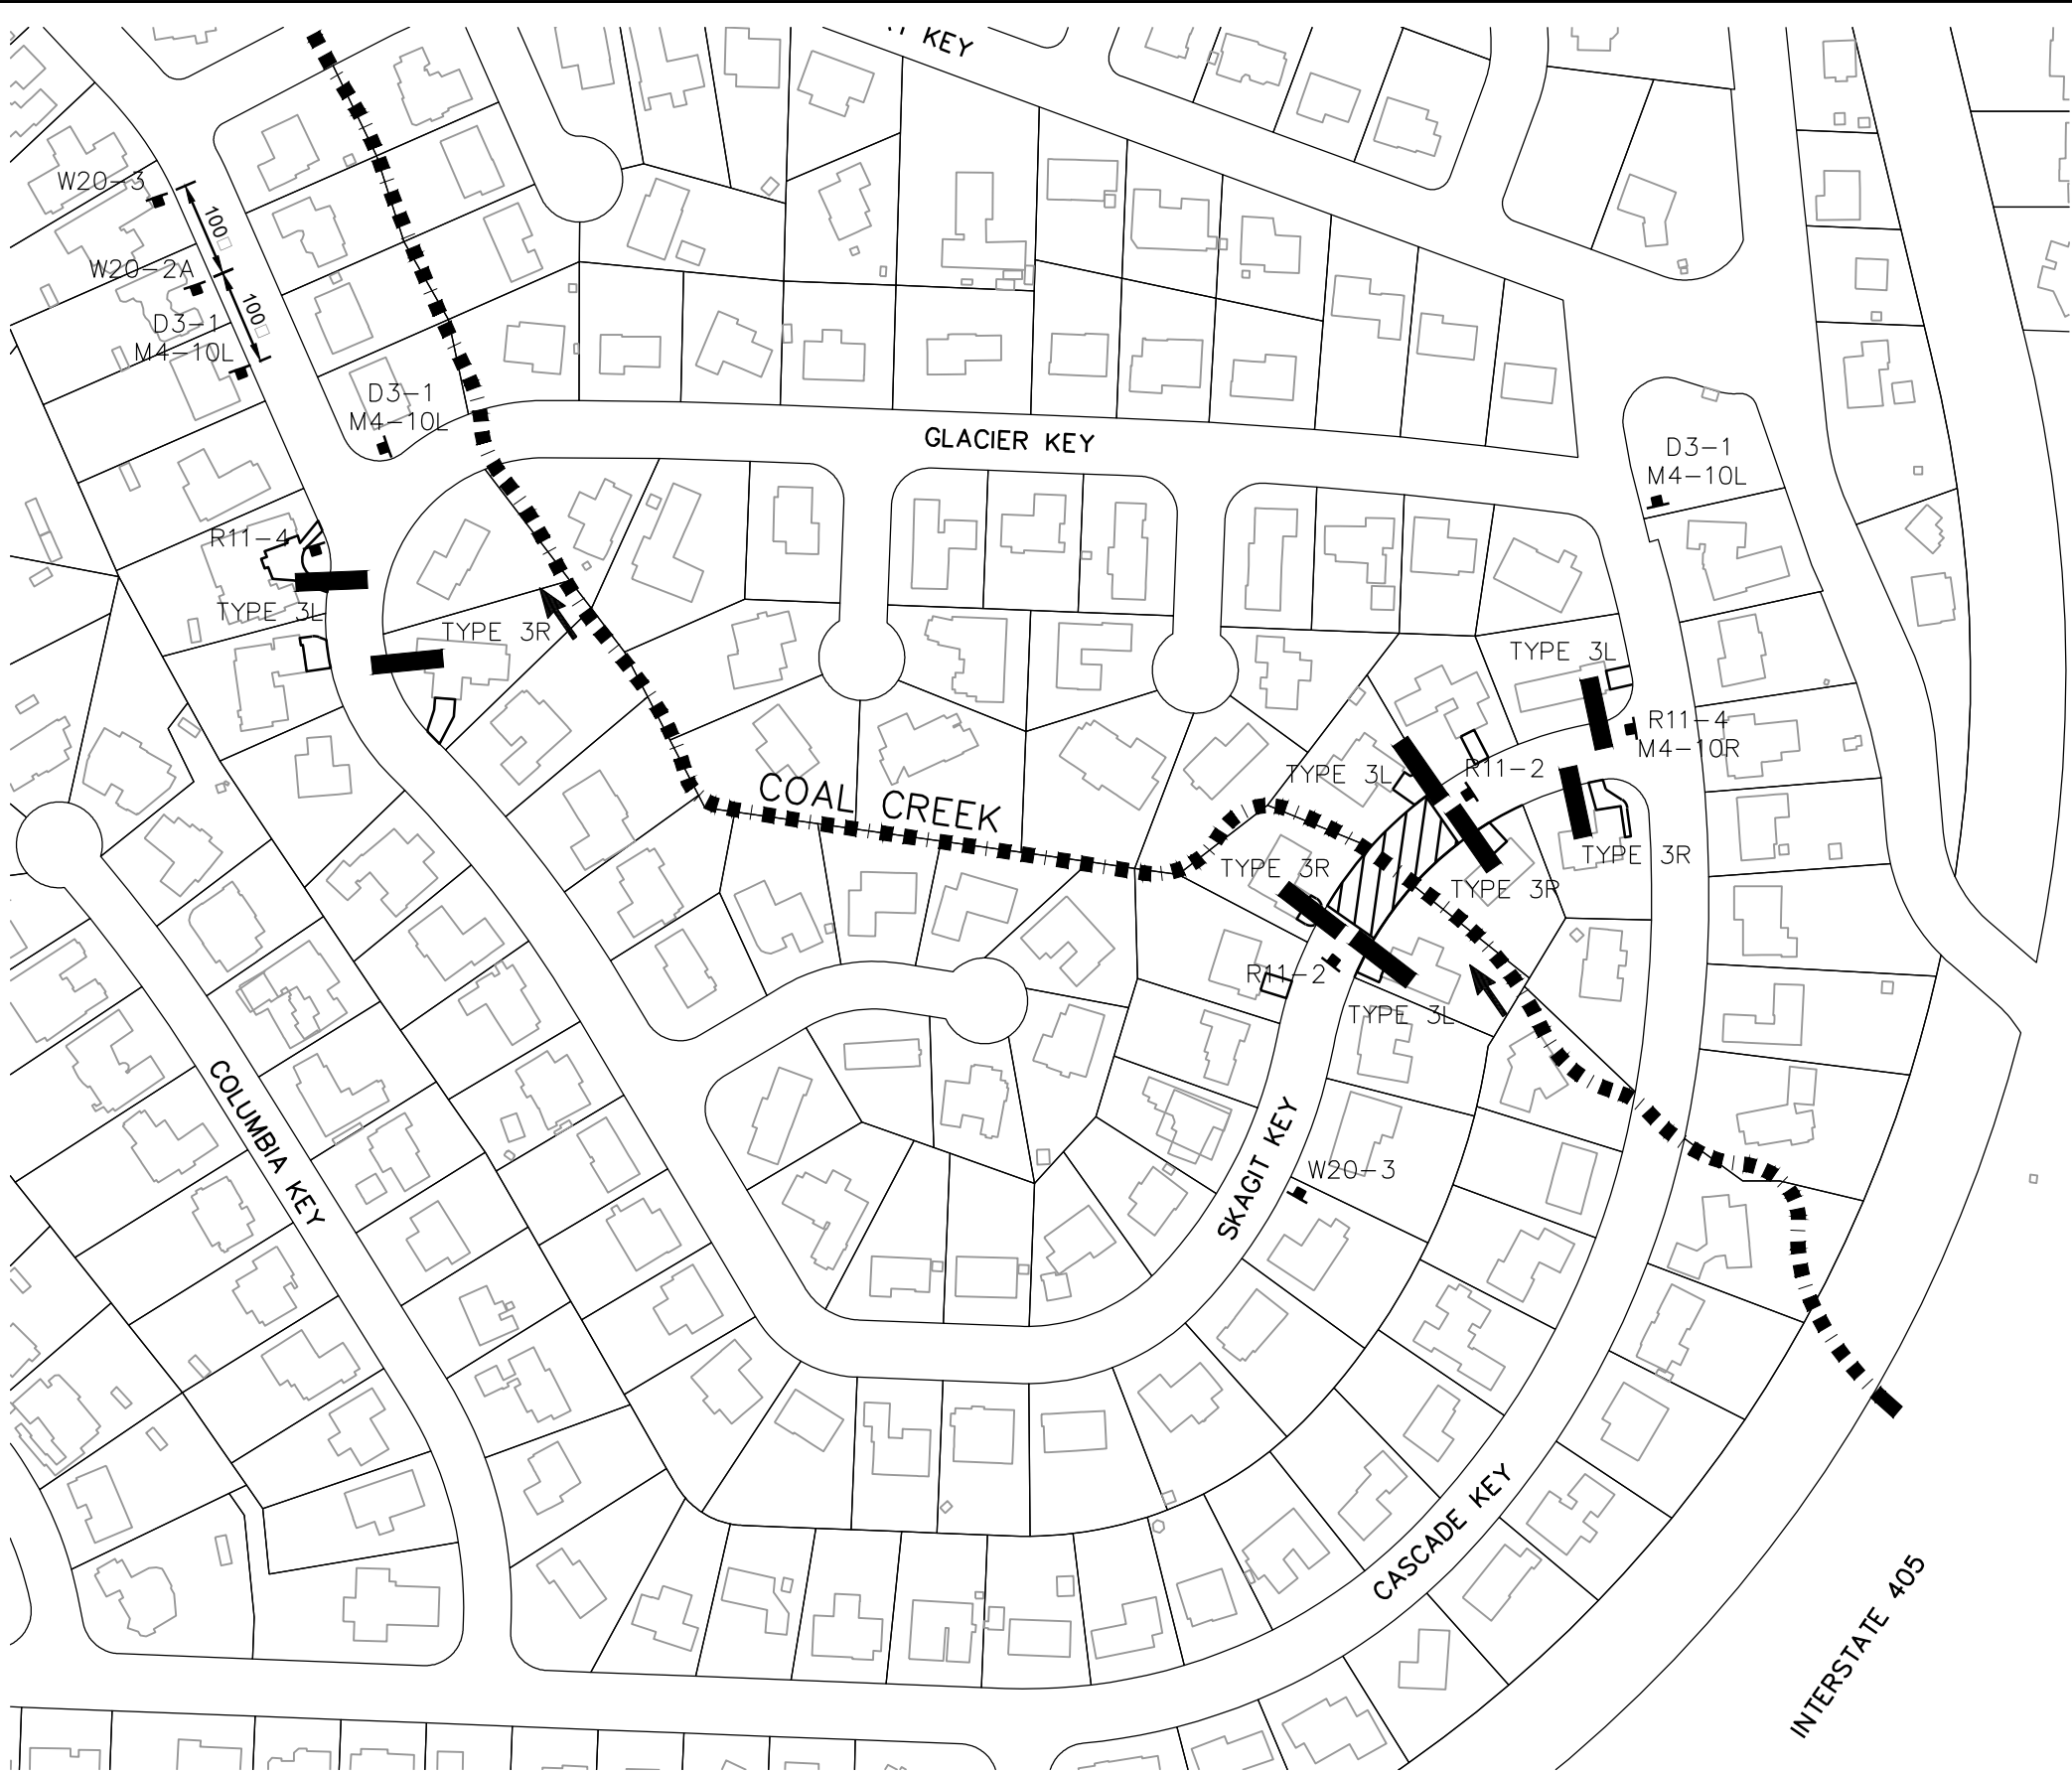 KEY
W20-3
100
W20-2A
100
D3-1
M4-10L
D3-1
M4-10L
GLACIER KEY
D3-1
M4-10L
R11-4
TYPE 3L
TYPE 3R
TYPE 3L
R11-4
M4-10R
TYPE 3L
R11-2
COAL CREEK
TYPE 3R
TYPE 3R
TYPE 3R
R11-2
TYPE 3L
COLUMBIA KEY
SKAGIT KEY
W20-3
CASCADE KEY
INTERSTATE 405